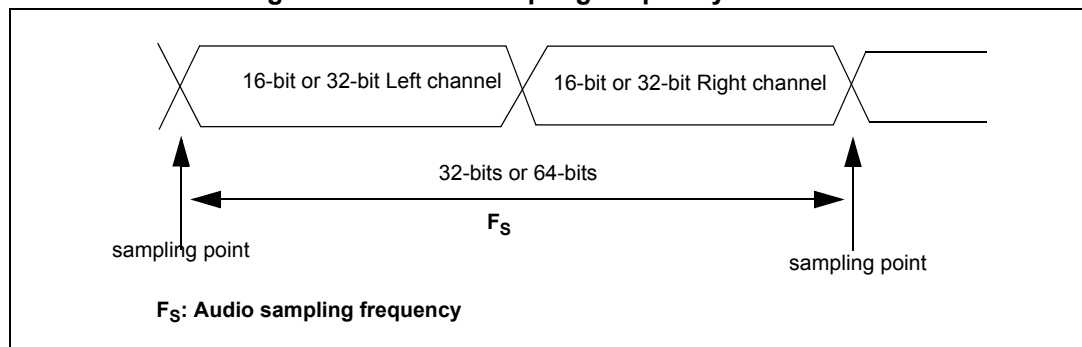 16-bit or 32-bit Left channel 16-bit or 32-bit Right channel
32-bits or 64-bits
FS
sampling point
sampling point
FS: Audio sampling frequency